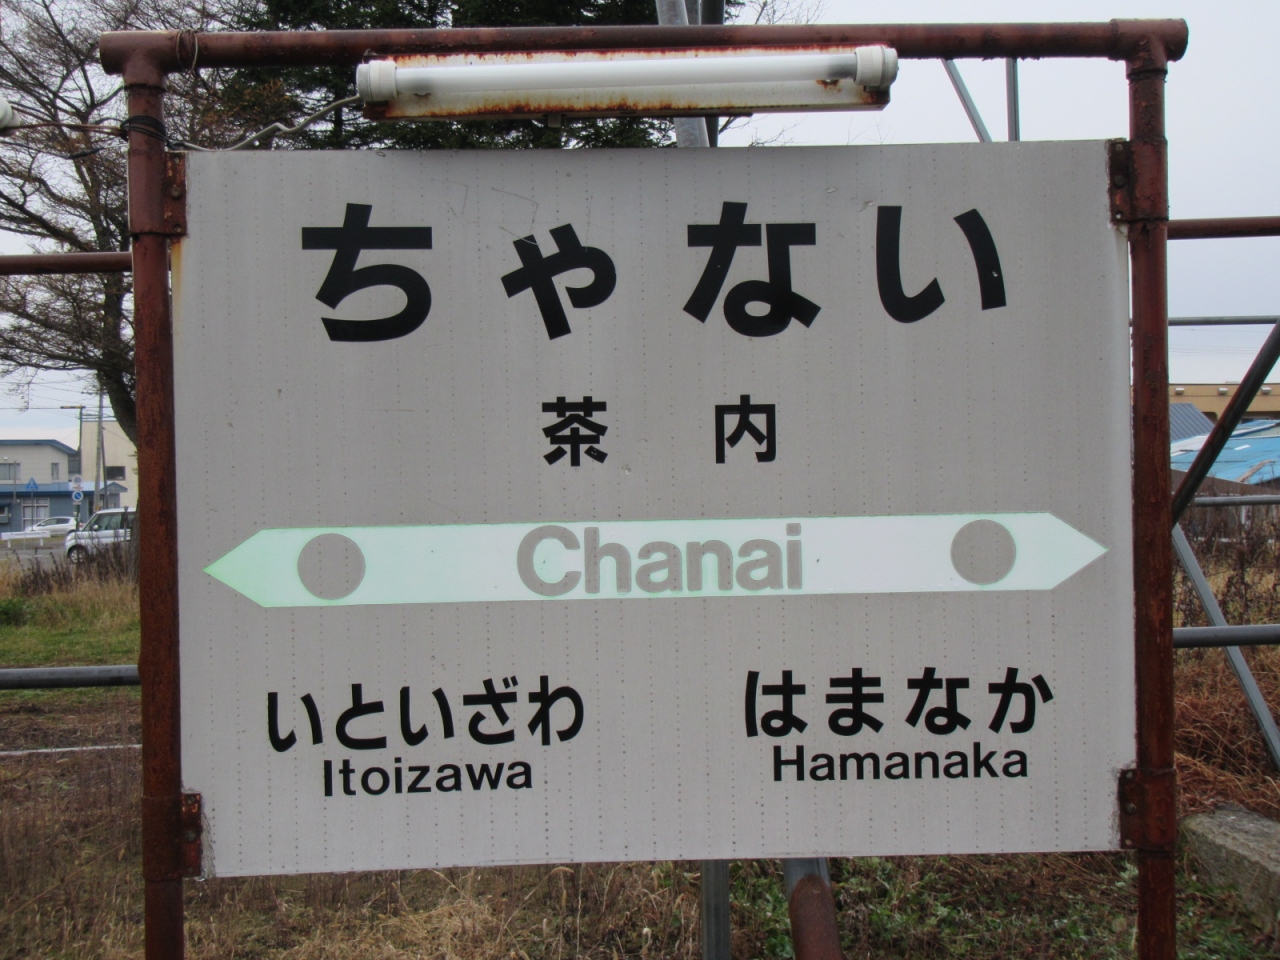 ちゃない
茶内
Chanai
いといざわ
Itoizawa
はまなか
Hamanaka